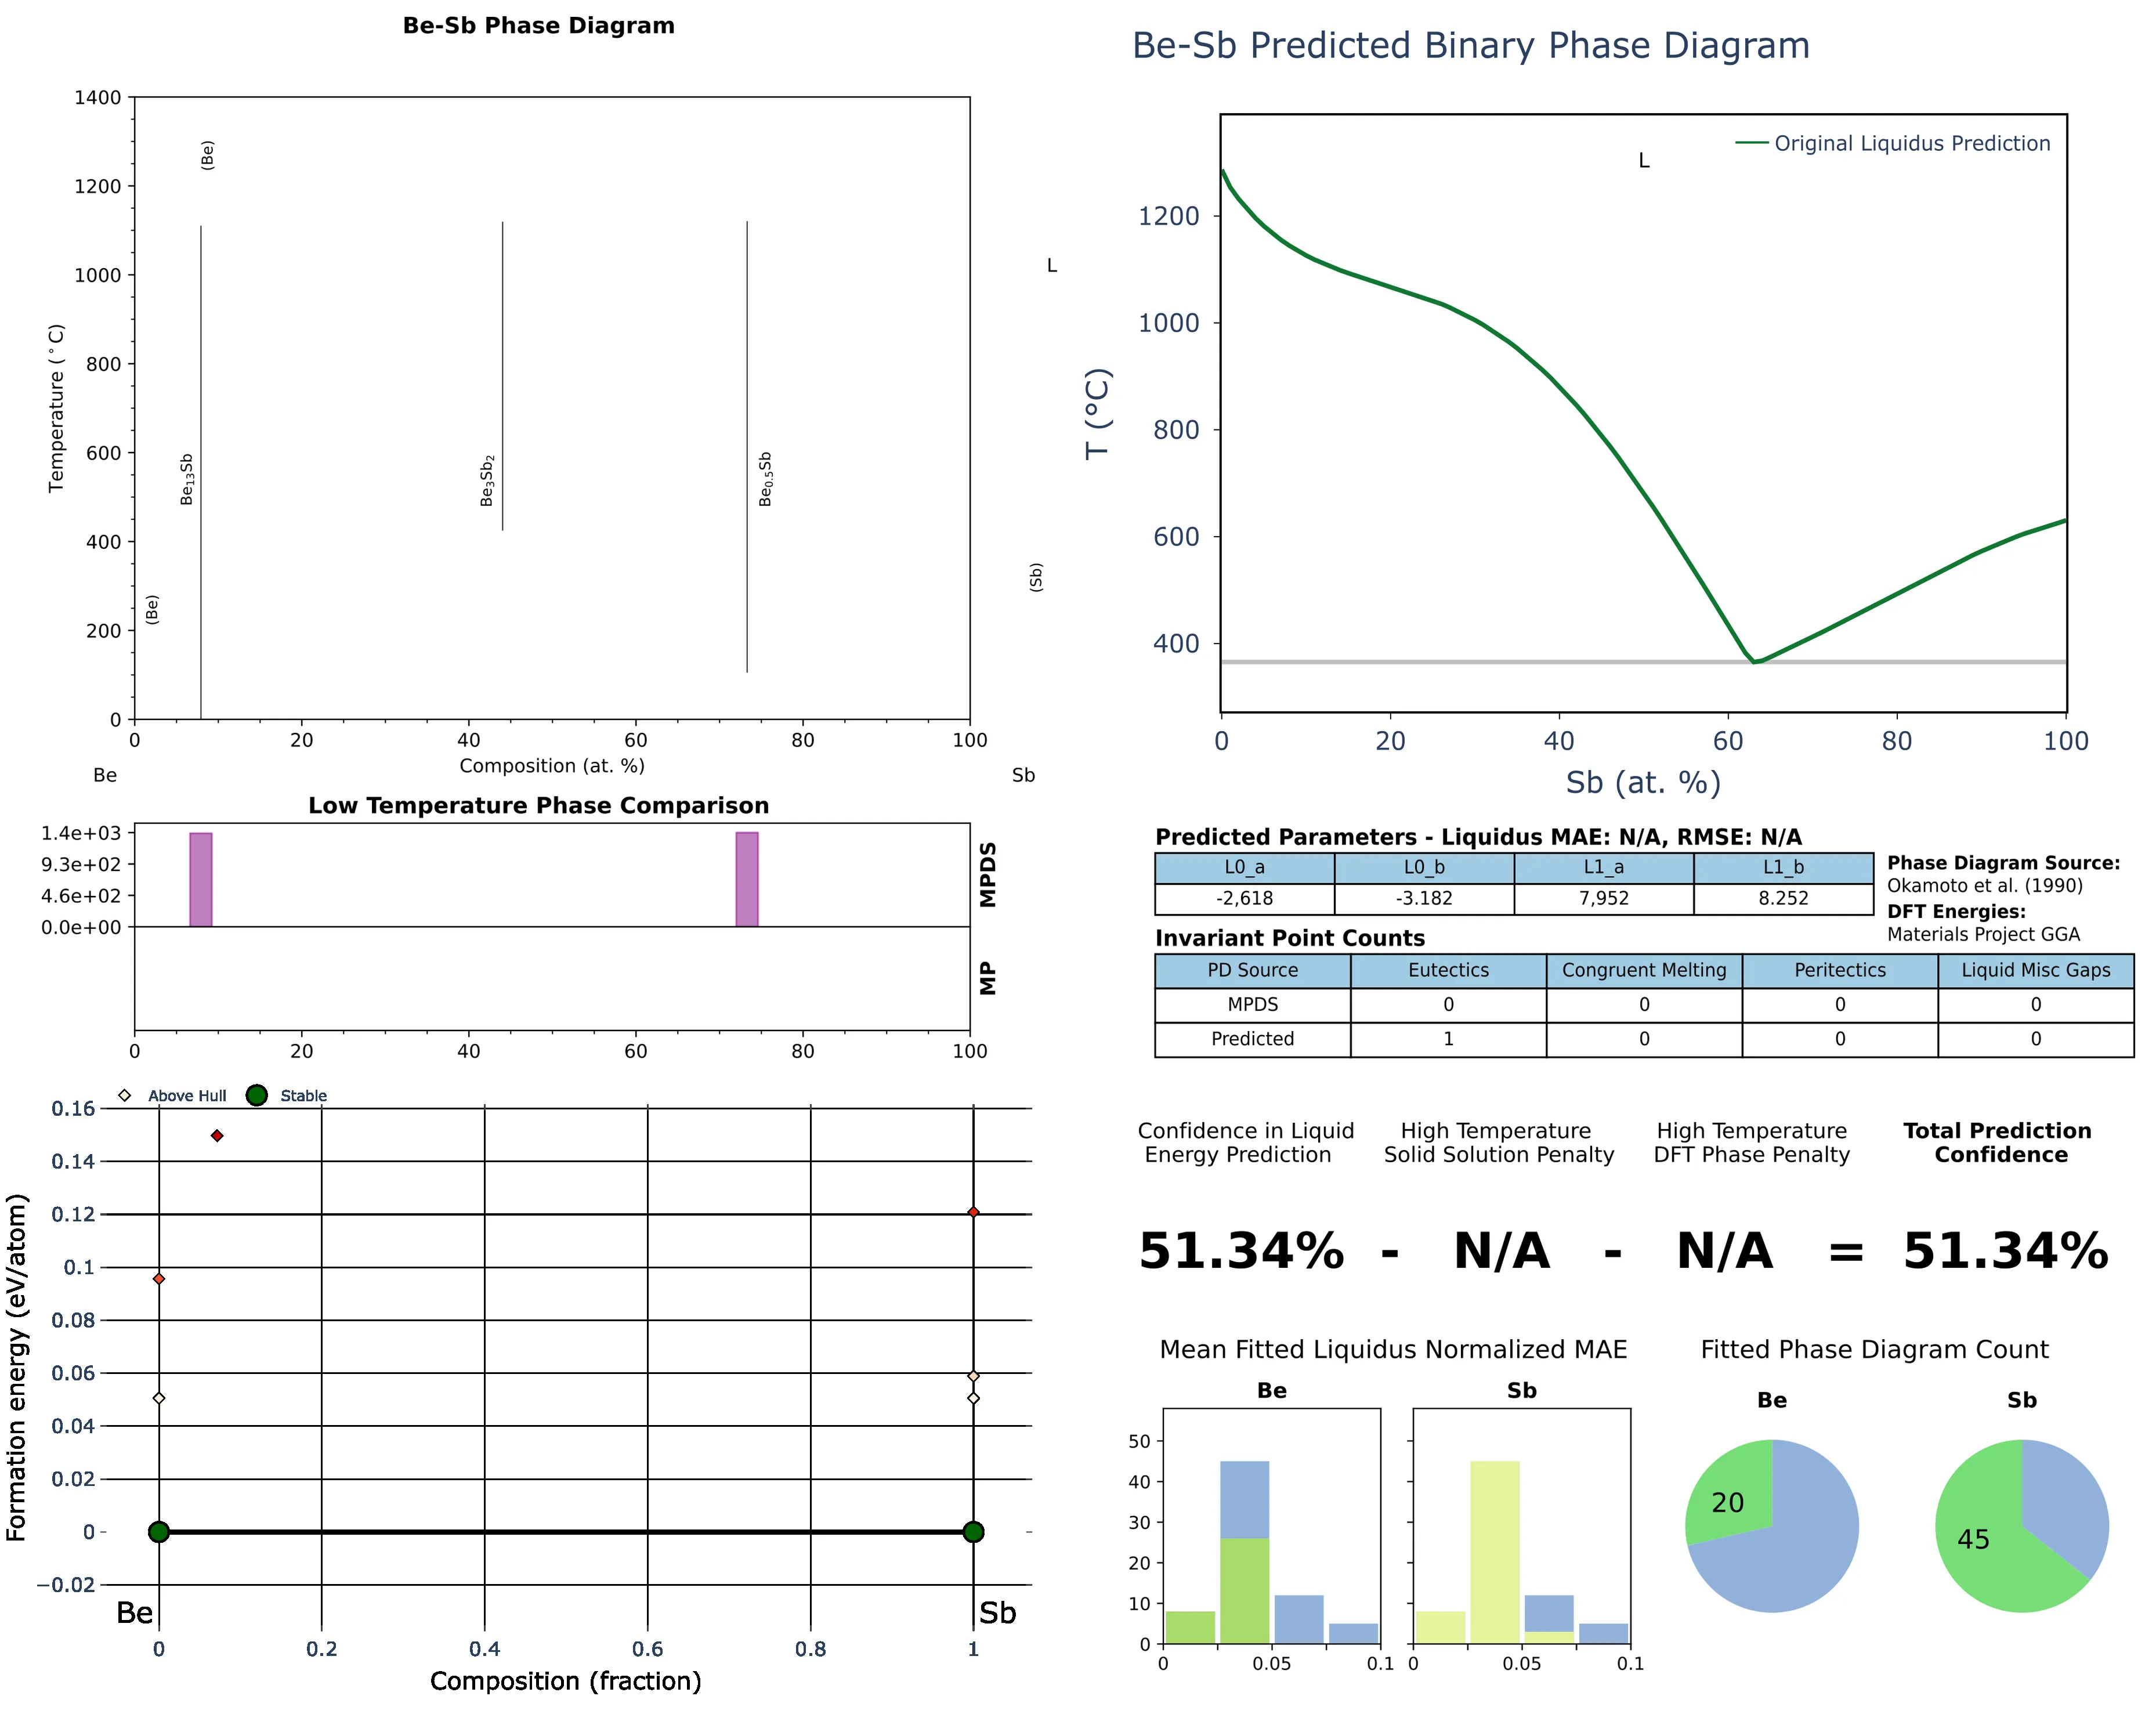 Be-Sb Phase Diagram
1400
1200
1000
800
600
400
200
0
Temperature (°C)
(Be)
(Be)
Be₁₃Sb
Be₃Sb₂
Be₀.₅Sb
L
(Sb)
0 20 40 60 80 100
Composition (at. %)
Be Sb
Low Temperature Phase Comparison
1.4e+03
9.3e+02
4.6e+02
0.0e+00
MPDS
MP
0 20 40 60 80 100
Above Hull Stable
0.16
0.14
0.12
0.1
0.08
0.06
0.04
0.02
0
−0.02
Formation energy (eV/atom)
Be Sb
0 0.2 0.4 0.6 0.8 1
Composition (fraction)
Be-Sb Predicted Binary Phase Diagram
L
Original Liquidus Prediction
1200
1000
800
600
400
T (°C)
0 20 40 60 80 100
Sb (at. %)
Predicted Parameters - Liquidus MAE: N/A, RMSE: N/A
L0_a L0_b L1_a L1_b
-2,618 -3.182 7,952 8.252
Phase Diagram Source:
Okamoto et al. (1990)
DFT Energies:
Materials Project GGA
Invariant Point Counts
PD Source Eutectics Congruent Melting Peritectics Liquid Misc Gaps
MPDS 0 0 0 0
Predicted 1 0 0 0
Confidence in Liquid
Energy Prediction
High Temperature
Solid Solution Penalty
High Temperature
DFT Phase Penalty
Total Prediction
Confidence
51.34% - N/A - N/A = 51.34%
Mean Fitted Liquidus Normalized MAE
Be Sb
50
40
30
20
10
0
0 0.05 0.1
0 0.05 0.1
Fitted Phase Diagram Count
Be Sb
20
45